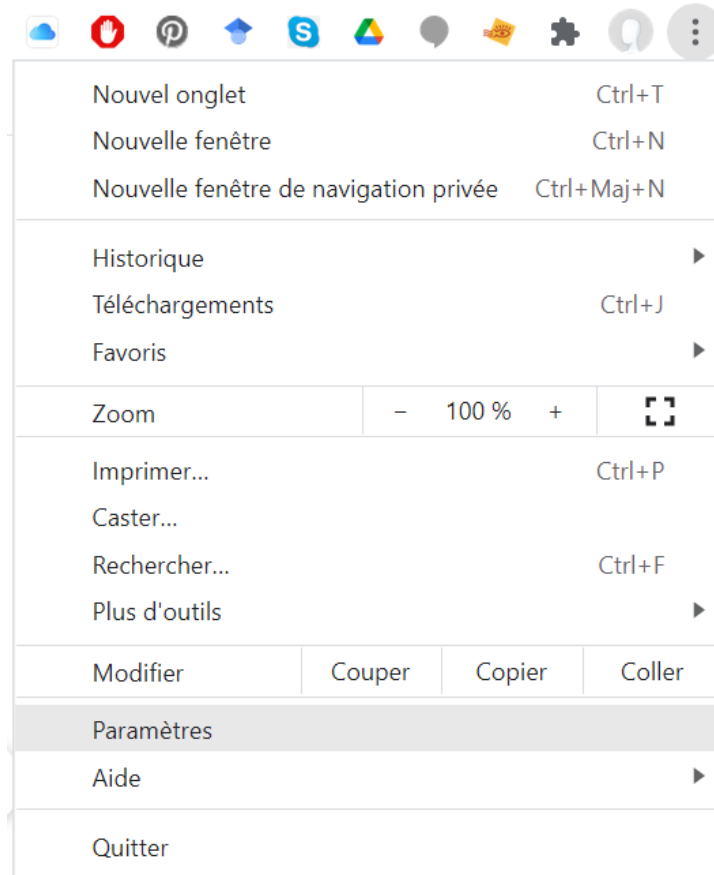 S
Nouvel onglet Ctrl+T
Nouvelle fenêtre Ctrl+N
Nouvelle fenêtre de navigation privée Ctrl+Maj+N
Historique
Téléchargements Ctrl+J
Favoris
Zoom - 100 % +
Imprimer... Ctrl+P
Caster...
Rechercher... Ctrl+F
Plus d'outils
Modifier Couper Copier Coller
Paramètres
Aide
Quitter